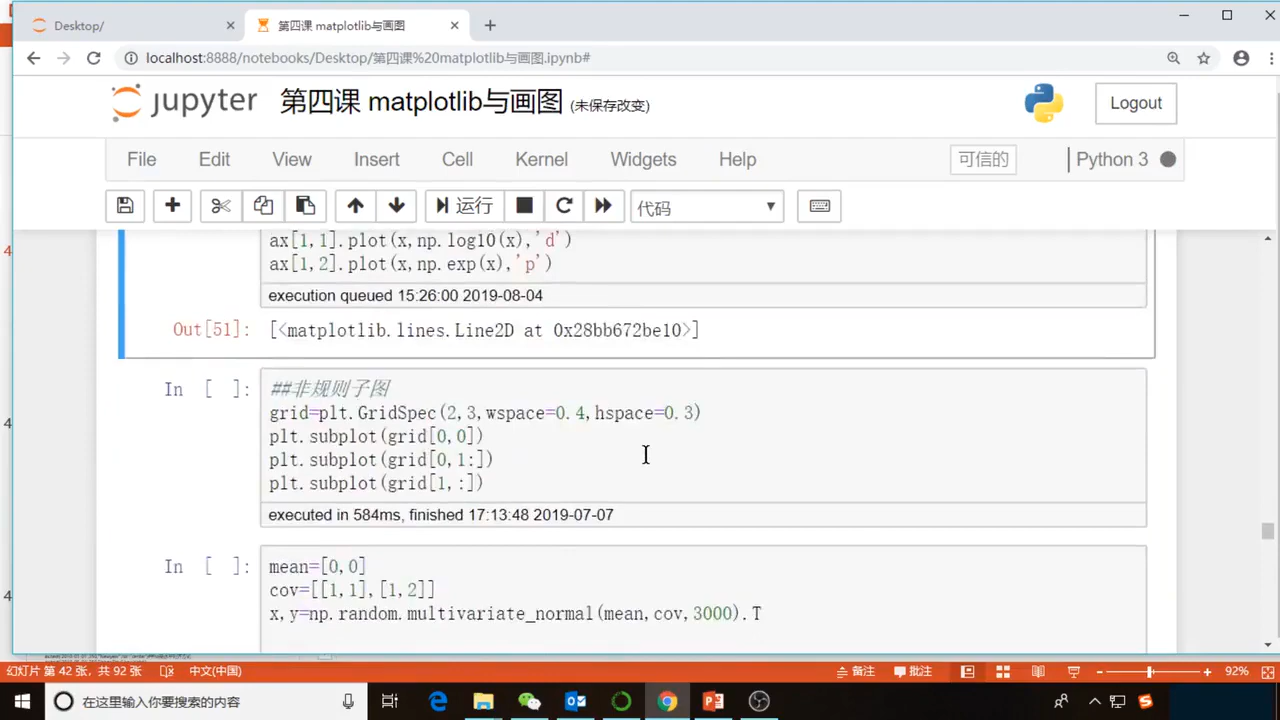 Desktop/
第四课 matplotlib与画图
localhost:8888/notebooks/Desktop/第四课%20matplotlib与画图.ipynb#
jupyter 第四课 matplotlib与画图 (未保存改变)
Logout
File Edit View Insert Cell Kernel Widgets Help 可信的 Python 3
运行 代码
ax[1,1].plot(x,np.log10(x),'d')
ax[1,2].plot(x,np.exp(x),'p')
execution queued 15:26:00 2019-08-04
Out[51]: [<matplotlib.lines.Line2D at 0x28bb672be10>]
In [ ]: ##非规则子图
grid=plt.GridSpec(2,3,wspace=0.4,hspace=0.3)
plt.subplot(grid[0,0])
plt.subplot(grid[0,1:])
plt.subplot(grid[1,:])
executed in 584ms, finished 17:13:48 2019-07-07
In [ ]: mean=[0,0]
cov=[[1,1],[1,2]]
x,y=np.random.multivariate_normal(mean,cov,3000).T
幻灯片 第 42 张，共 92 张 中文(中国) 备注 批注 92%
在这里输入你要搜索的内容